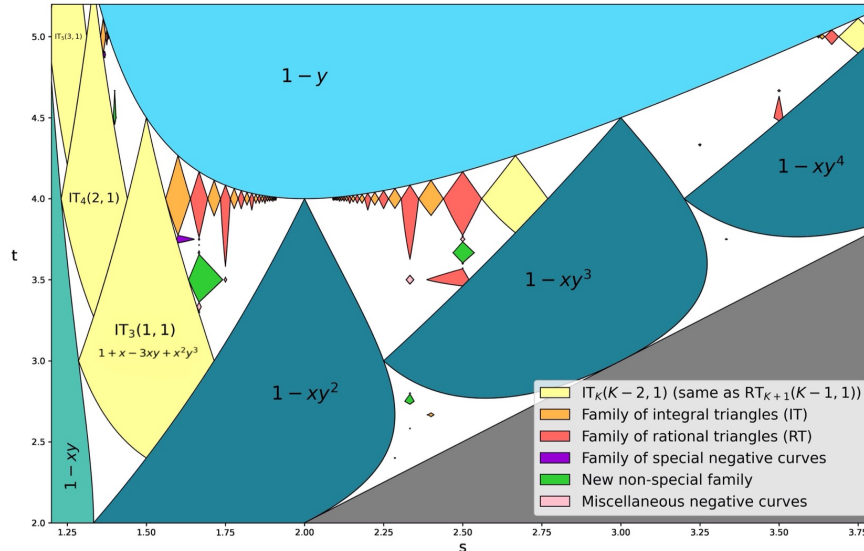 IT₅(3, 1)
5.0
1 − y
4.5
1 − xy⁴
IT₄(2, 1)
4.0
t
3.5
1 − xy³
IT₃(1, 1)
1 + x − 3xy + x²y³
3.0
1 − xy²
2.5
1 − xy
2.0
IT_K(K − 2, 1) (same as RT_{K+1}(K − 1, 1))
Family of integral triangles (IT)
Family of rational triangles (RT)
Family of special negative curves
New non-special family
Miscellaneous negative curves
1.25 1.50 1.75 2.00 2.25 2.50 2.75 3.00 3.25 3.50 3.75
s